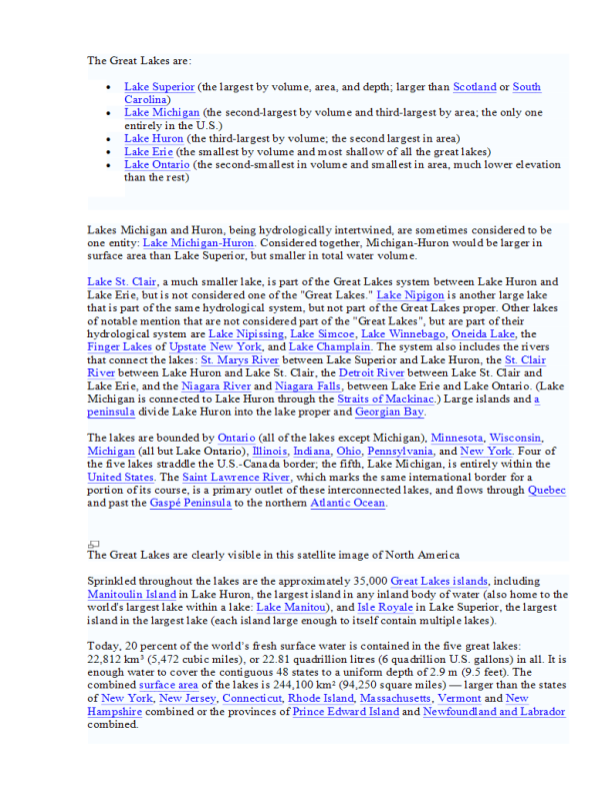 The Great Lakes are:
• Lake Superior (the largest by volume, area, and depth; larger than Scotland or South
Carolina)
• Lake Michigan (the second-largest by volume and third-largest by area; the only one
entirely in the U.S.)
• Lake Huron (the third-largest by volume; the second largest in area)
• Lake Erie (the smallest by volume and most shallow of all the great lakes)
• Lake Ontario (the second-smallest in volume and smallest in area, much lower elevation
than the rest)
Lakes Michigan and Huron, being hydrologically intertwined, are sometimes considered to be
one entity: Lake Michigan-Huron. Considered together, Michigan-Huron would be larger in
surface area than Lake Superior, but smaller in total water volume.
Lake St. Clair, a much smaller lake, is part of the Great Lakes system between Lake Huron and
Lake Erie, but is not considered one of the "Great Lakes." Lake Nipigon is another large lake
that is part of the same hydrological system, but not part of the Great Lakes proper. Other lakes
of notable mention that are not considered part of the "Great Lakes", but are part of their
hydrological system are Lake Nipissing, Lake Simcoe, Lake Winnebago, Oneida Lake, the
Finger Lakes of Upstate New York, and Lake Champlain. The system also includes the rivers
that connect the lakes: St. Marys River between Lake Superior and Lake Huron, the St. Clair
River between Lake Huron and Lake St. Clair, the Detroit River between Lake St. Clair and
Lake Erie, and the Niagara River and Niagara Falls, between Lake Erie and Lake Ontario. (Lake
Michigan is connected to Lake Huron through the Straits of Mackinac.) Large islands and a
peninsula divide Lake Huron into the lake proper and Georgian Bay.
The lakes are bounded by Ontario (all of the lakes except Michigan), Minnesota, Wisconsin,
Michigan (all but Lake Ontario), Illinois, Indiana, Ohio, Pennsylvania, and New York. Four of
the five lakes straddle the U.S.-Canada border; the fifth, Lake Michigan, is entirely within the
United States. The Saint Lawrence River, which marks the same international border for a
portion of its course, is a primary outlet of these interconnected lakes, and flows through Quebec
and past the Gaspé Peninsula to the northern Atlantic Ocean.
The Great Lakes are clearly visible in this satellite image of North America
Sprinkled throughout the lakes are the approximately 35,000 Great Lakes islands, including
Manitoulin Island in Lake Huron, the largest island in any inland body of water (also home to the
world's largest lake within a lake: Lake Manitou), and Isle Royale in Lake Superior, the largest
island in the largest lake (each island large enough to itself contain multiple lakes).
Today, 20 percent of the world's fresh surface water is contained in the five great lakes:
22,812 km³ (5,472 cubic miles), or 22.81 quadrillion litres (6 quadrillion U.S. gallons) in all. It is
enough water to cover the contiguous 48 states to a uniform depth of 2.9 m (9.5 feet). The
combined surface area of the lakes is 244,100 km² (94,250 square miles) — larger than the states
of New York, New Jersey, Connecticut, Rhode Island, Massachusetts, Vermont and New
Hampshire combined or the provinces of Prince Edward Island and Newfoundland and Labrador
combined.